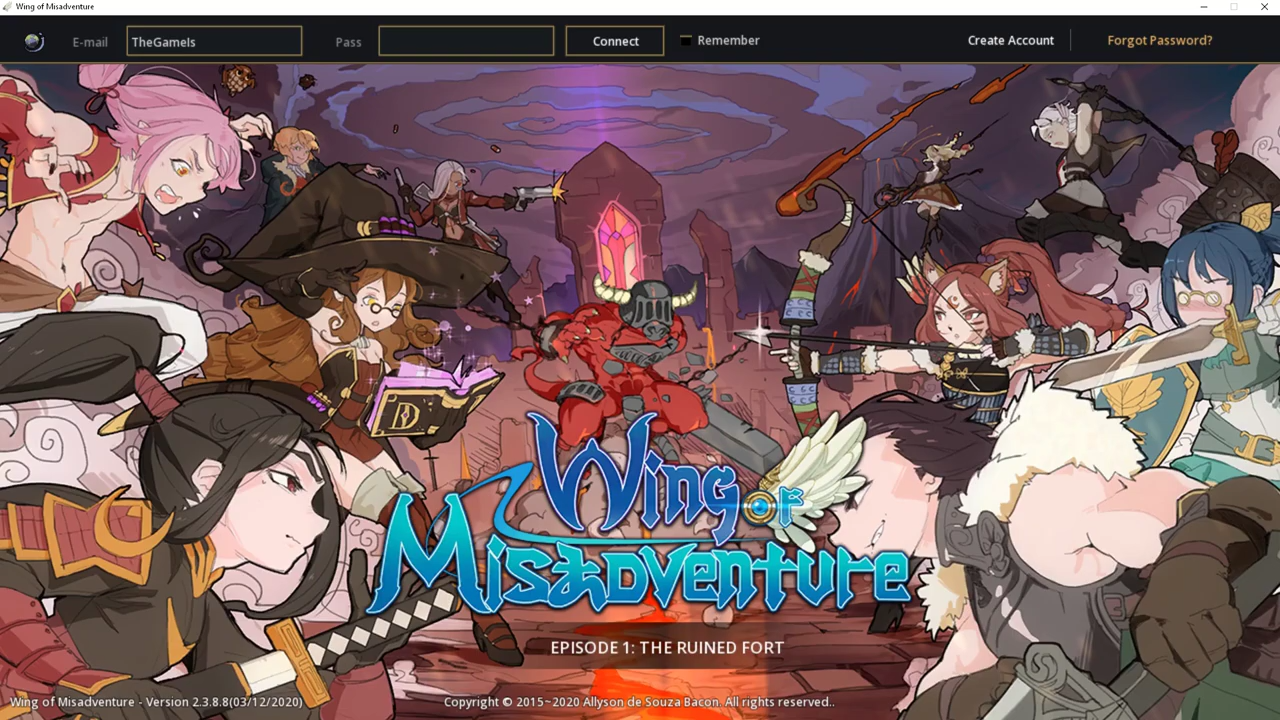 Wing of Misadventure
E-mail TheGameIs Pass Connect Remember Create Account Forgot Password?
D
Wing of
Misadventure
EPISODE 1: THE RUINED FORT
Wing of Misadventure - Version 2.3.8.8(03/12/2020)
Copyright © 2015~2020 Allyson de Souza Bacon. All rights reserved..